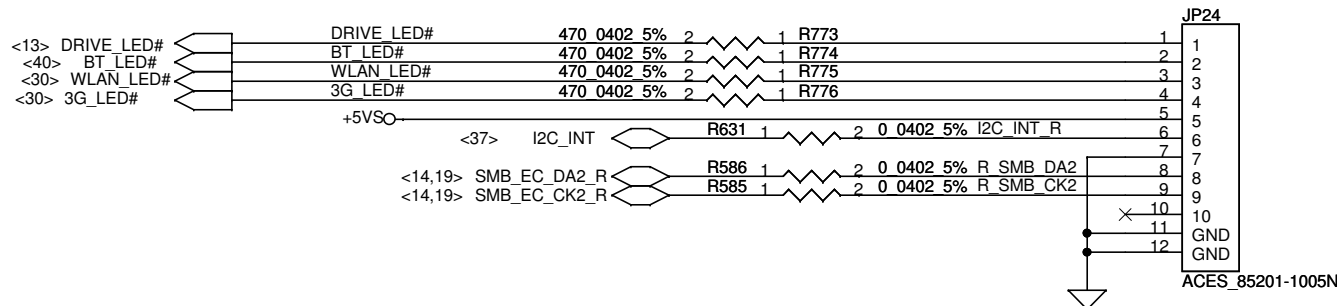 JP24
<13> DRIVE_LED# DRIVE_LED# 470_0402_5% 2 1 R773 1 1
<40> BT_LED# BT_LED# 470_0402_5% 2 1 R774 2 2
<30> WLAN_LED# WLAN_LED# 470_0402_5% 2 1 R775 3 3
<30> 3G_LED# 3G_LED# 470_0402_5% 2 1 R776 4 4
+5VS 5 5
<37> I2C_INT R631 1 2 0_0402_5% I2C_INT_R 6 6
7 7
<14,19> SMB_EC_DA2_R R586 1 2 0_0402_5% R_SMB_DA2 8 8
<14,19> SMB_EC_CK2_R R585 1 2 0_0402_5% R_SMB_CK2 9 9
10 10
11 GND
12 GND
ACES_85201-1005N